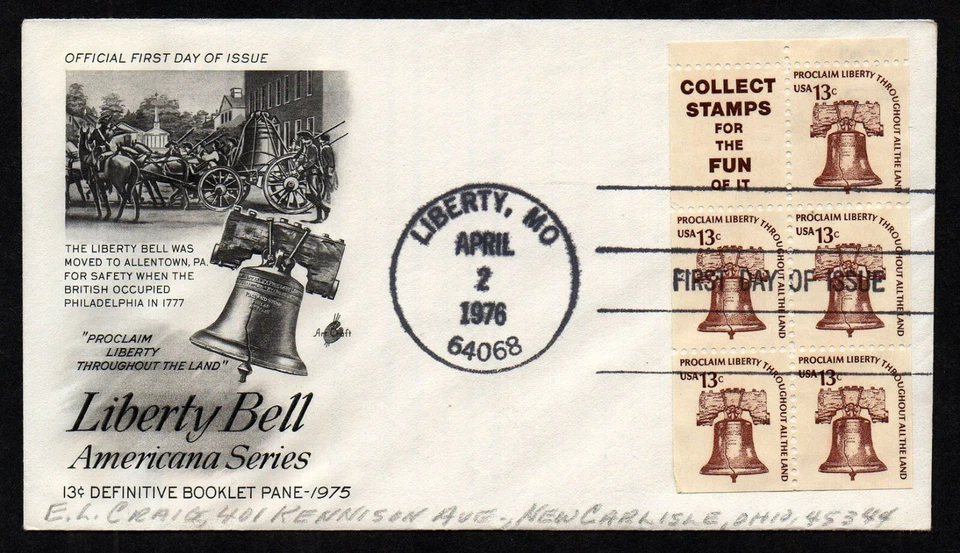 OFFICIAL FIRST DAY OF ISSUE
THE LIBERTY BELL WAS
MOVED TO ALLENTOWN, PA.
FOR SAFETY WHEN THE
BRITISH OCCUPIED
PHILADELPHIA IN 1777
Art Craft
"PROCLAIM
LIBERTY
THROUGHOUT THE LAND"
Liberty Bell
Americana Series
13¢ DEFINITIVE BOOKLET PANE-1975
E.L. CRAIG, 401 KENNISON AVE., NEW CARLISLE, OHIO, 45344
LIBERTY, MO
APRIL
2
1976
64068
COLLECT
STAMPS
FOR
THE
FUN
OF IT
PROCLAIM LIBERTY THROUGHOUT ALL THE LAND
USA 13c
PROCLAIM LIBERTY THROUGHOUT ALL THE LAND
USA 13c
PROCLAIM LIBERTY THROUGHOUT ALL THE LAND
USA 13c
FIRST DAY OF ISSUE
PROCLAIM LIBERTY THROUGHOUT ALL THE LAND
USA 13c
PROCLAIM LIBERTY THROUGHOUT ALL THE LAND
USA 13c